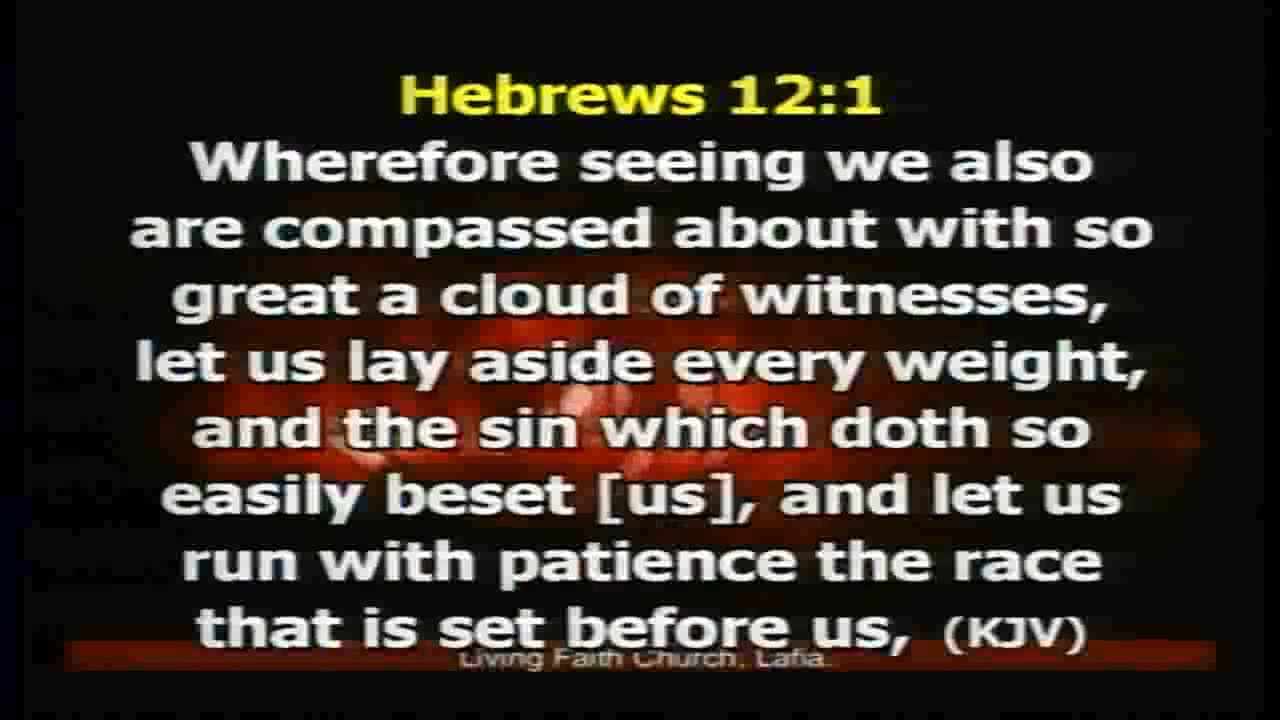 Hebrews 12:1
Wherefore seeing we also
are compassed about with so
great a cloud of witnesses,
let us lay aside every weight,
and the sin which doth so
easily beset [us], and let us
run with patience the race
that is set before us, (KJV)
Living Faith Church, Lafia.